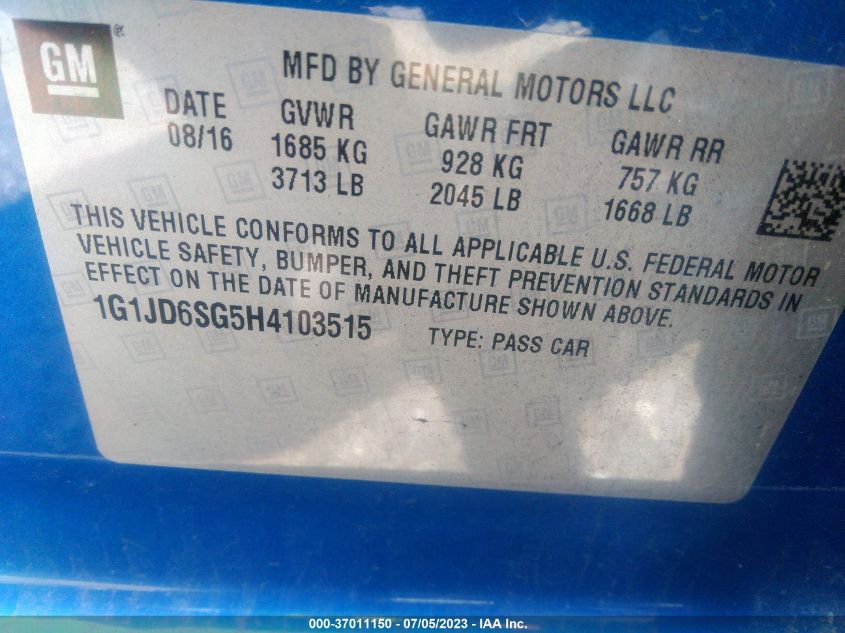 GM
MFD BY GENERAL MOTORS LLC
DATE GVWR GAWR FRT GAWR RR
08/16 1685 KG 928 KG 757 KG
3713 LB 2045 LB 1668 LB
THIS VEHICLE CONFORMS TO ALL APPLICABLE U.S. FEDERAL MOTOR
VEHICLE SAFETY, BUMPER, AND THEFT PREVENTION STANDARDS IN
EFFECT ON THE DATE OF MANUFACTURE SHOWN ABOVE.
1G1JD6SG5H4103515 TYPE: PASS CAR
000-37011150 - 07/05/2023 - IAA Inc.